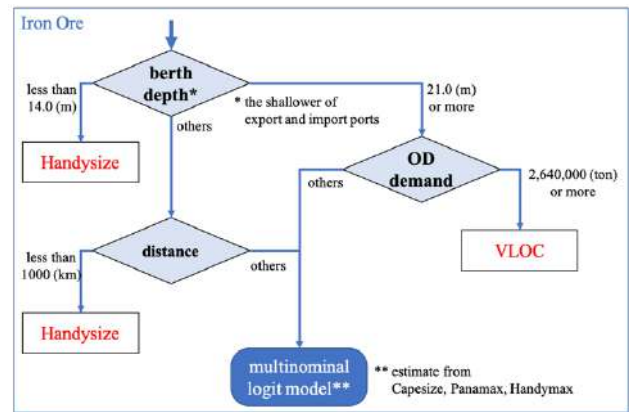 Iron Ore
berth
depth*
less than
14.0 (m)
* the shallower of
export and import ports
21.0 (m)
or more
others
Handysize
OD
demand
others
2,640,000 (ton)
or more
VLOC
distance
less than
1000 (km)
others
Handysize
multinominal
logit model**
** estimate from
Capesize, Panamax, Handymax